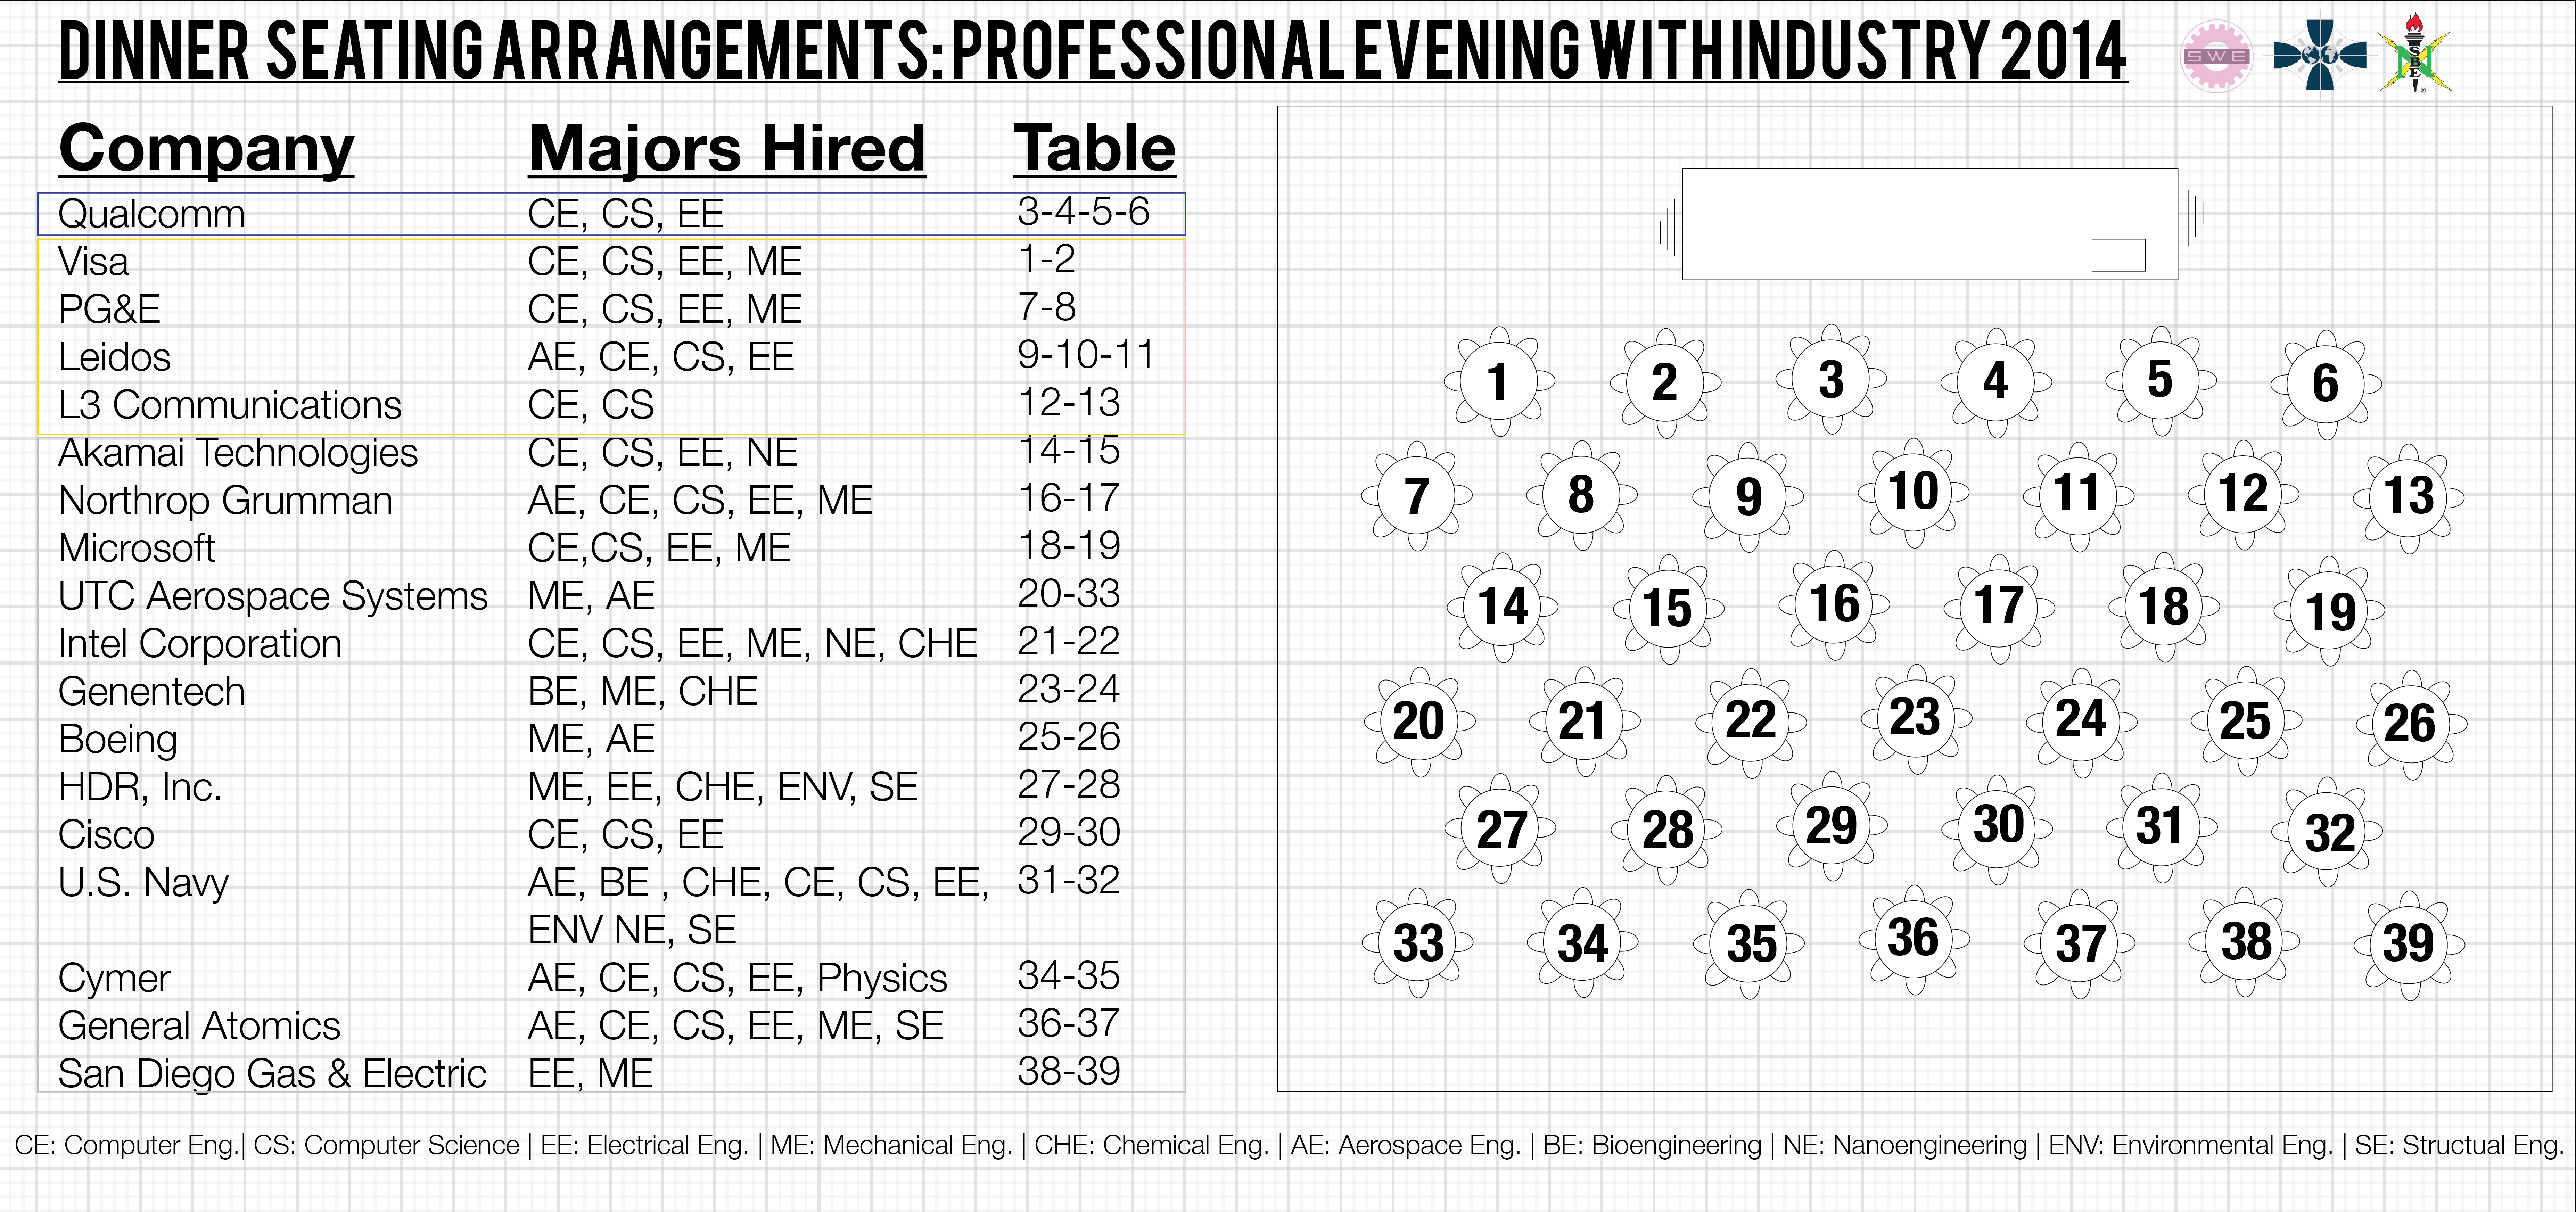 DINNER SEATING ARRANGEMENTS: PROFESSIONAL EVENING WITH INDUSTRY 2014
SWE
NSBE
Company Majors Hired Table
Qualcomm CE, CS, EE 3-4-5-6
Visa CE, CS, EE, ME 1-2
PG&E CE, CS, EE, ME 7-8
Leidos AE, CE, CS, EE 9-10-11
L3 Communications CE, CS 12-13
Akamai Technologies CE, CS, EE, NE 14-15
Northrop Grumman AE, CE, CS, EE, ME 16-17
Microsoft CE,CS, EE, ME 18-19
UTC Aerospace Systems ME, AE 20-33
Intel Corporation CE, CS, EE, ME, NE, CHE 21-22
Genentech BE, ME, CHE 23-24
Boeing ME, AE 25-26
HDR, Inc. ME, EE, CHE, ENV, SE 27-28
Cisco CE, CS, EE 29-30
U.S. Navy AE, BE , CHE, CE, CS, EE, 31-32
ENV NE, SE
Cymer AE, CE, CS, EE, Physics 34-35
General Atomics AE, CE, CS, EE, ME, SE 36-37
San Diego Gas & Electric EE, ME 38-39
1 2 3 4 5 6
7 8 9 10 11 12 13
14 15 16 17 18 19
20 21 22 23 24 25 26
27 28 29 30 31 32
33 34 35 36 37 38 39
CE: Computer Eng.| CS: Computer Science | EE: Electrical Eng. | ME: Mechanical Eng. | CHE: Chemical Eng. | AE: Aerospace Eng. | BE: Bioengineering | NE: Nanoengineering | ENV: Environmental Eng. | SE: Structual Eng.